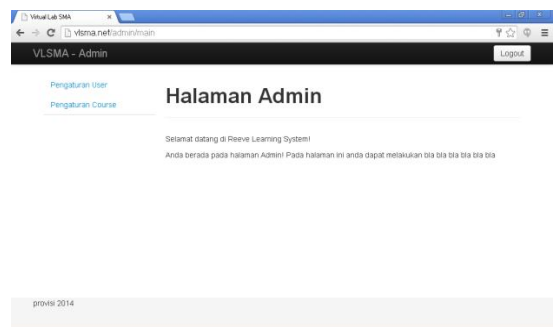 Virtual Lab SMA
vlsma.net/admin/main
VLSMA - Admin
Logout
Pengaturan User
Pengaturan Course
Halaman Admin
Selamat datang di Reeve Learning System!
Anda berada pada halaman Admin! Pada halaman ini anda dapat melakukan bla bla bla bla bla bla
provisi 2014